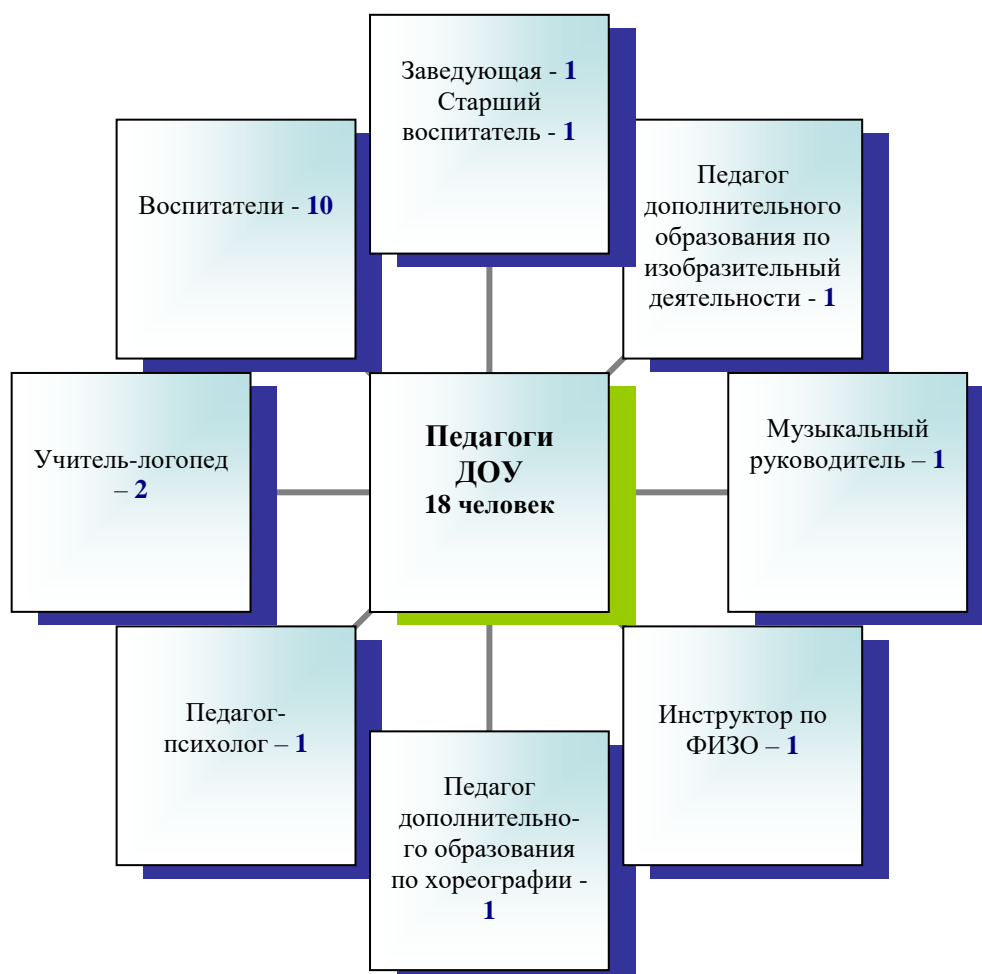 Заведующая - 1
Старший
воспитатель - 1
Воспитатели - 10
Педагог
дополнительного
образования по
изобразительный
деятельности - 1
Учитель-логопед
– 2
Педагоги
ДОУ
18 человек
Музыкальный
руководитель – 1
Педагог-
психолог – 1
Педагог
дополнительно-
го образования
по хореографии -
1
Инструктор по
ФИЗО – 1